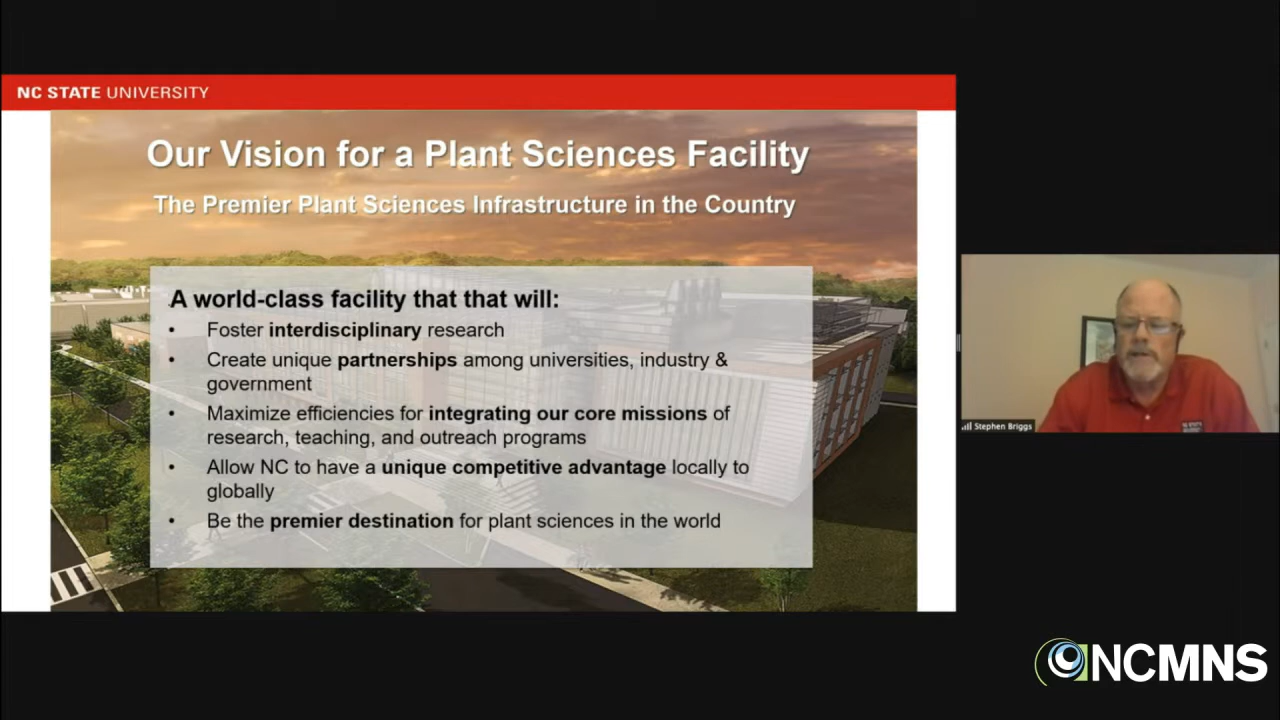 NC STATE UNIVERSITY
Our Vision for a Plant Sciences Facility
The Premier Plant Sciences Infrastructure in the Country
A world-class facility that that will:
• Foster interdisciplinary research
• Create unique partnerships among universities, industry &
government
• Maximize efficiencies for integrating our core missions of
research, teaching, and outreach programs
• Allow NC to have a unique competitive advantage locally to
globally
• Be the premier destination for plant sciences in the world
Stephen Briggs
NC STATE
NCMNS